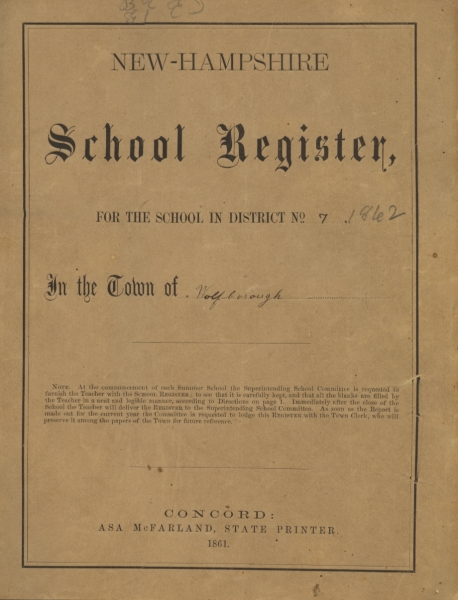 NEW-HAMPSHIRE
School Register,
FOR THE SCHOOL IN DISTRICT NO 7, 1862
In the Town of Wolfborough
NOTE. At the commencement of each Summer School the Superintending School Committee is requested to
furnish the Teacher with the SCHOOL REGISTER; to see that it is carefully kept, and that all the blanks are filled by
the Teacher in a neat and legible manner, according to Directions on page 1. Immediately after the close of the
School the Teacher will deliver the REGISTER to the Superintending School Committee. As soon as the Report is
made out for the current year the Committee is requested to lodge this REGISTER with the Town Clerk, who will
preserve it among the papers of the Town for future reference.
CONCORD:
ASA McFARLAND, STATE PRINTER.
1861.